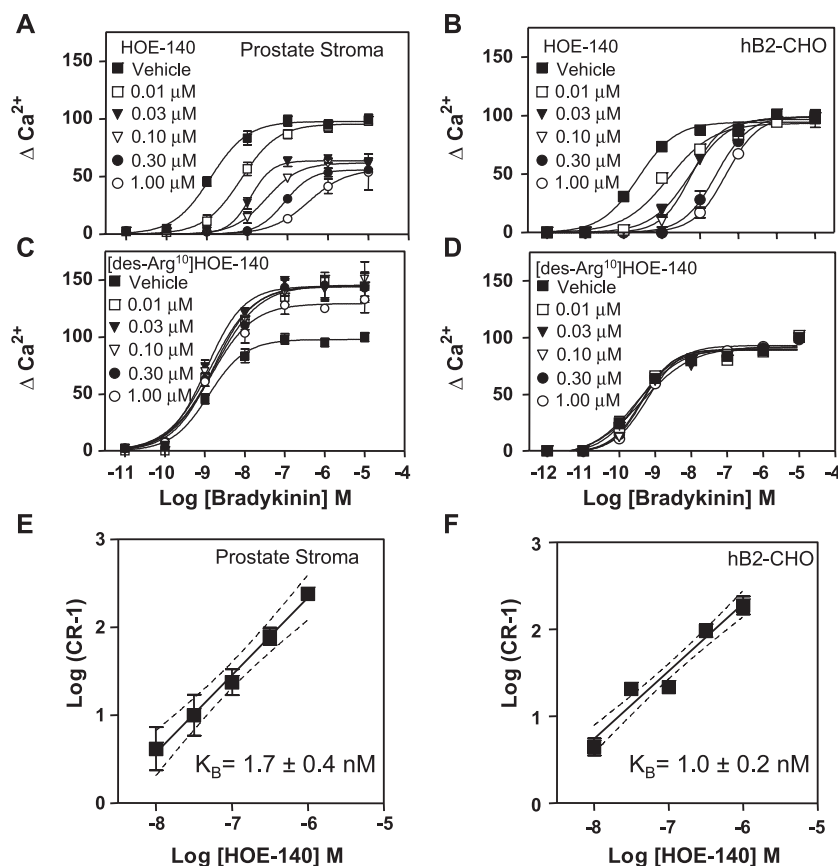 A
HOE-140
Prostate Stroma
Vehicle
0.01 μM
0.03 μM
0.10 μM
0.30 μM
1.00 μM
150
100
50
0
Δ Ca²⁺
B
HOE-140
hB2-CHO
Vehicle
0.01 μM
0.03 μM
0.10 μM
0.30 μM
1.00 μM
150
100
50
0
Δ Ca²⁺
C
[des-Arg¹⁰]HOE-140
Vehicle
0.01 μM
0.03 μM
0.10 μM
0.30 μM
1.00 μM
150
100
50
0
Δ Ca²⁺
-11 -10 -9 -8 -7 -6 -5 -4
Log [Bradykinin] M
D
[des-Arg¹⁰]HOE-140
Vehicle
0.01 μM
0.03 μM
0.10 μM
0.30 μM
1.00 μM
150
100
50
0
Δ Ca²⁺
-12 -11 -10 -9 -8 -7 -6 -5 -4
Log [Bradykinin] M
E
Prostate Stroma
3
2
1
0
Log (CR-1)
K_B= 1.7 ± 0.4 nM
-8 -7 -6 -5
Log [HOE-140] M
F
hB2-CHO
3
2
1
0
Log (CR-1)
K_B= 1.0 ± 0.2 nM
-8 -7 -6 -5
Log [HOE-140] M